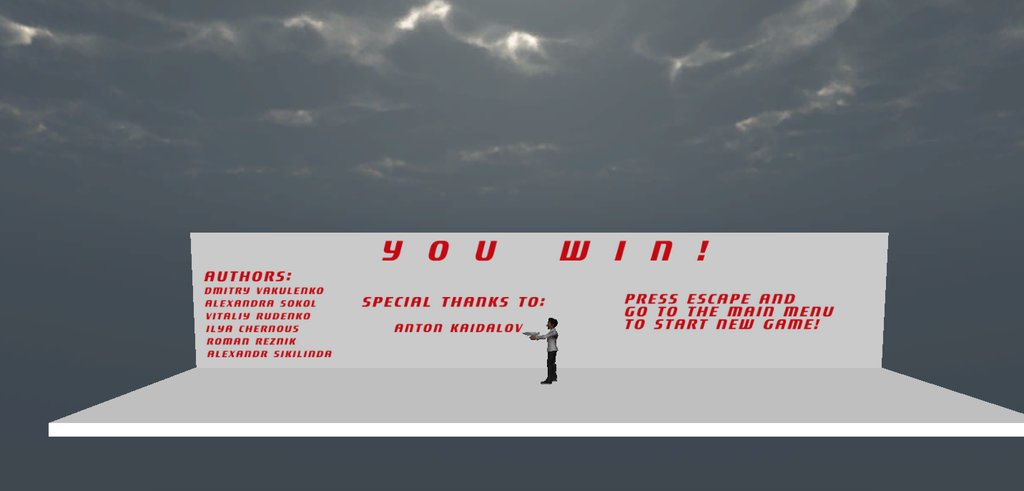 YOU WIN!
AUTHORS:
DMITRY VAKULENKO
ALEXANDRA SOKOL
VITALIY RUDENKO
ILYA CHERNOUS
ROMAN REZNIK
ALEXANDR SIKILINDA
SPECIAL THANKS TO:
ANTON KAIDALOV
PRESS ESCAPE AND
GO TO THE MAIN MENU
TO START NEW GAME!